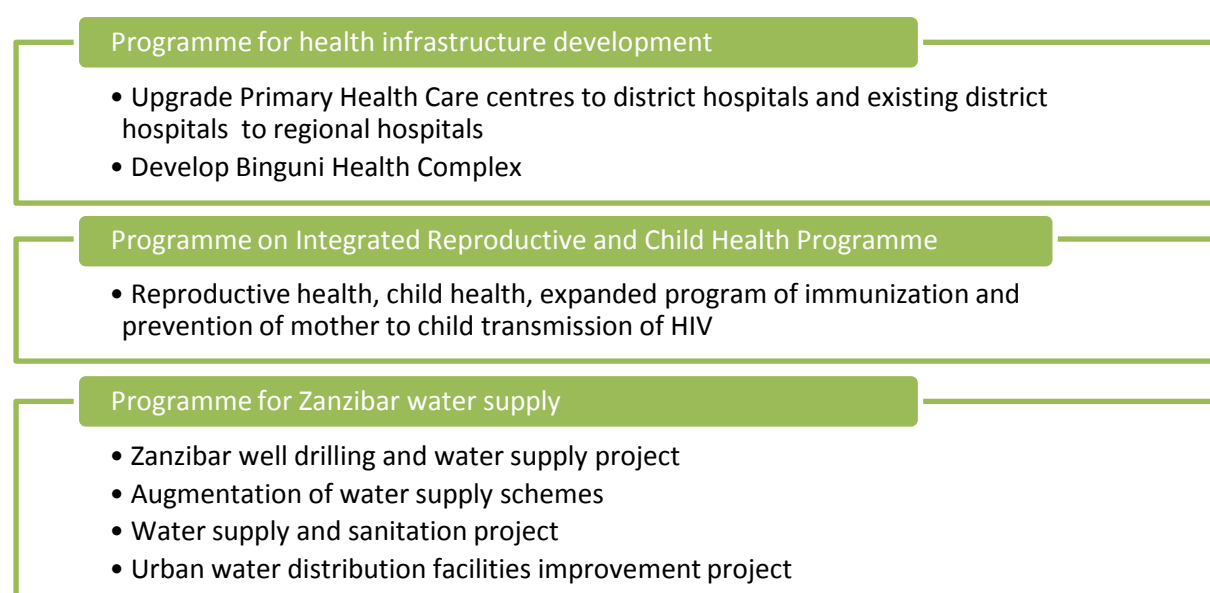 Programme for health infrastructure development
• Upgrade Primary Health Care centres to district hospitals and existing district
hospitals to regional hospitals
• Develop Binguni Health Complex
Programme on Integrated Reproductive and Child Health Programme
• Reproductive health, child health, expanded program of immunization and
prevention of mother to child transmission of HIV
Programme for Zanzibar water supply
• Zanzibar well drilling and water supply project
• Augmentation of water supply schemes
• Water supply and sanitation project
• Urban water distribution facilities improvement project